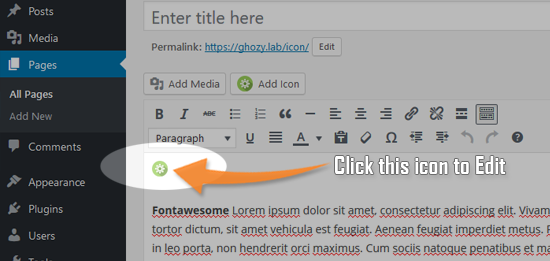 Posts
Media
Pages
All Pages
Add New
Comments
Appearance
Plugins
Users
Enter title here
Permalink: https://ghozy.lab/icon/ Edit
Add Media Add Icon
ABC
Paragraph
Click this icon to Edit
Fontawesome Lorem ipsum dolor sit amet, consectetur adipiscing elit. Vivam
tortor dictum, sit amet vehicula est feugiat. Aenean feugiat imperdiet metus. P
in leo porta, non hendrerit orci maximus. Cum sociis natoque penatibus et ma